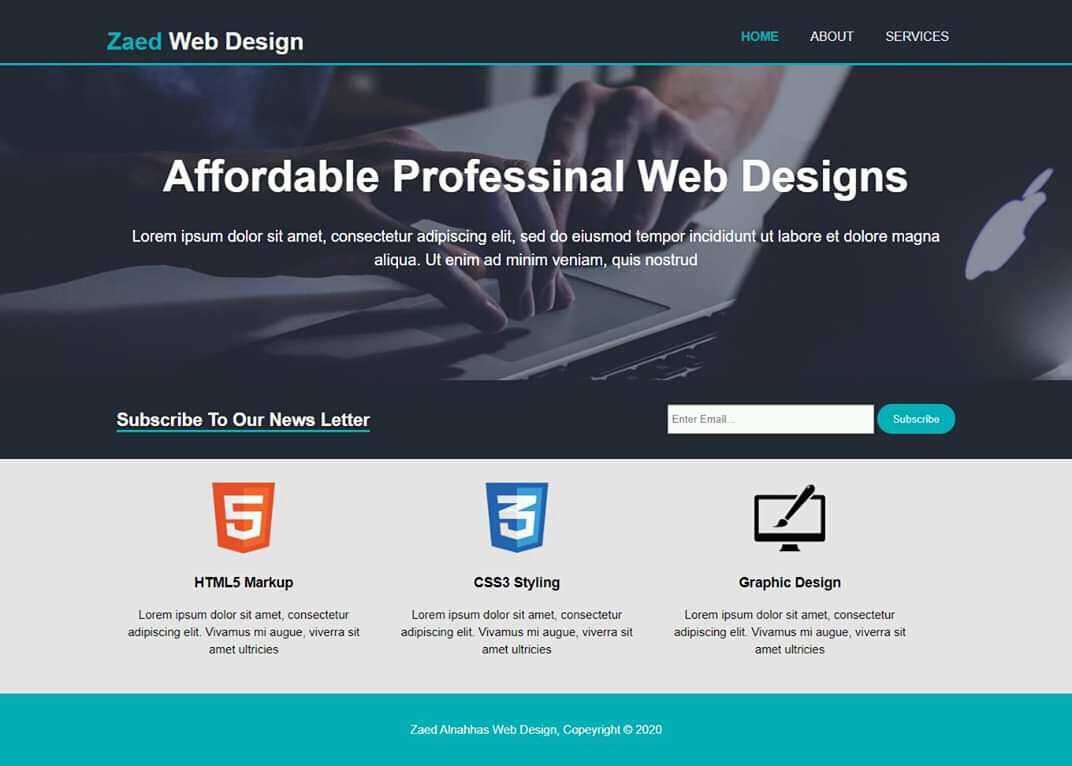 Zaed Web Design
HOME ABOUT SERVICES
Affordable Professinal Web Designs
Lorem ipsum dolor sit amet, consectetur adipiscing elit, sed do eiusmod tempor incididunt ut labore et dolore magna
aliqua. Ut enim ad minim veniam, quis nostrud
Subscribe To Our News Letter
Enter Email...
Subscribe
5
HTML5 Markup
Lorem ipsum dolor sit amet, consectetur
adipiscing elit. Vivamus mi augue, viverra sit
amet ultricies
3
CSS3 Styling
Lorem ipsum dolor sit amet, consectetur
adipiscing elit. Vivamus mi augue, viverra sit
amet ultricies
Graphic Design
Lorem ipsum dolor sit amet, consectetur
adipiscing elit. Vivamus mi augue, viverra sit
amet ultricies
Zaed Alnahhas Web Design, Copeyright © 2020